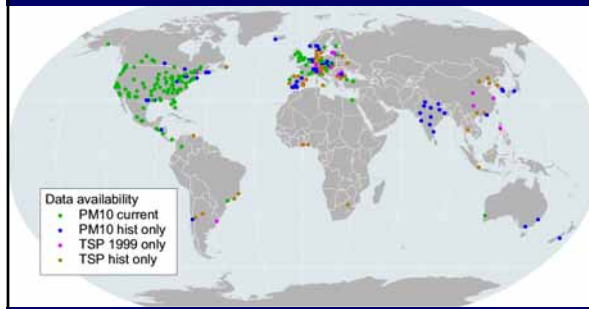 Data availability
PM10 current
PM10 hist only
TSP 1999 only
TSP hist only